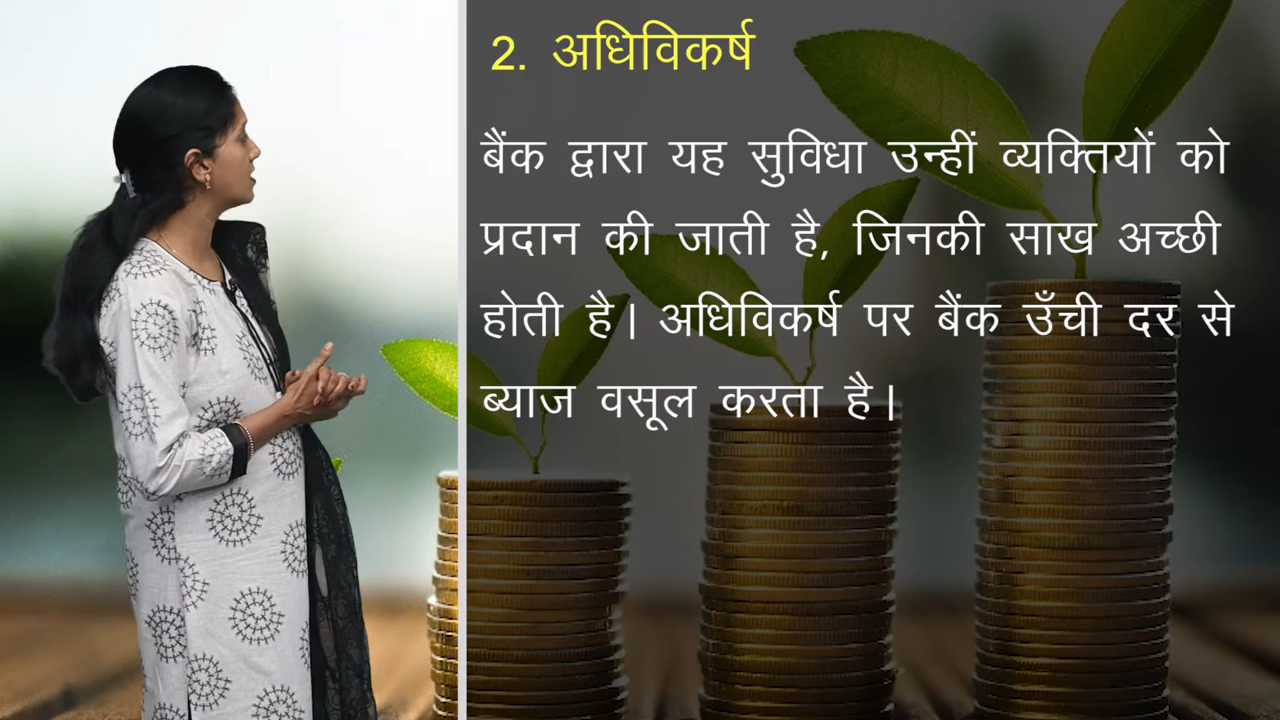 2. अधिविकर्ष
बैंक द्वारा यह सुविधा उन्हीं व्यक्तियों को
प्रदान की जाती है, जिनकी साख अच्छी
होती है। अधिविकर्ष पर बैंक उँची दर से
ब्याज वसूल करता है।